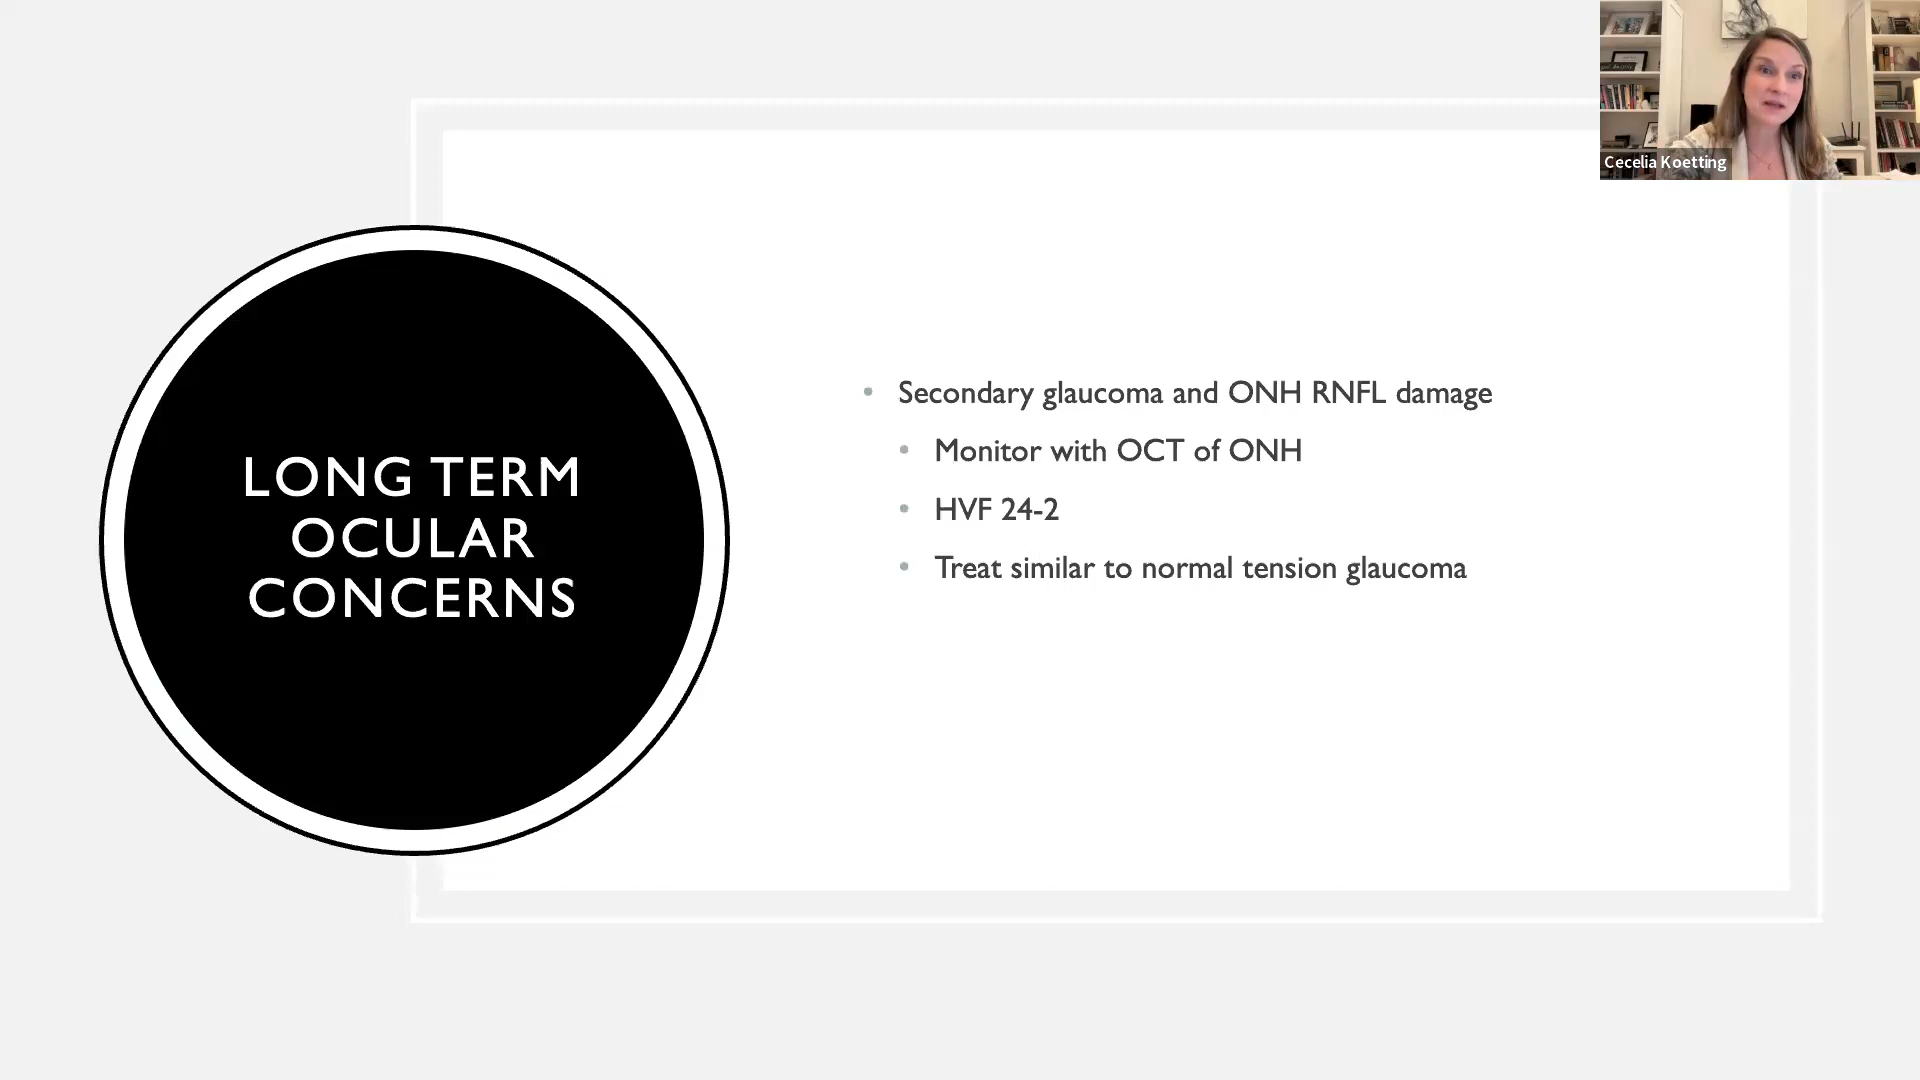 Cecelia Koetting
LONG TERM
OCULAR
CONCERNS
• Secondary glaucoma and ONH RNFL damage
• Monitor with OCT of ONH
• HVF 24-2
• Treat similar to normal tension glaucoma